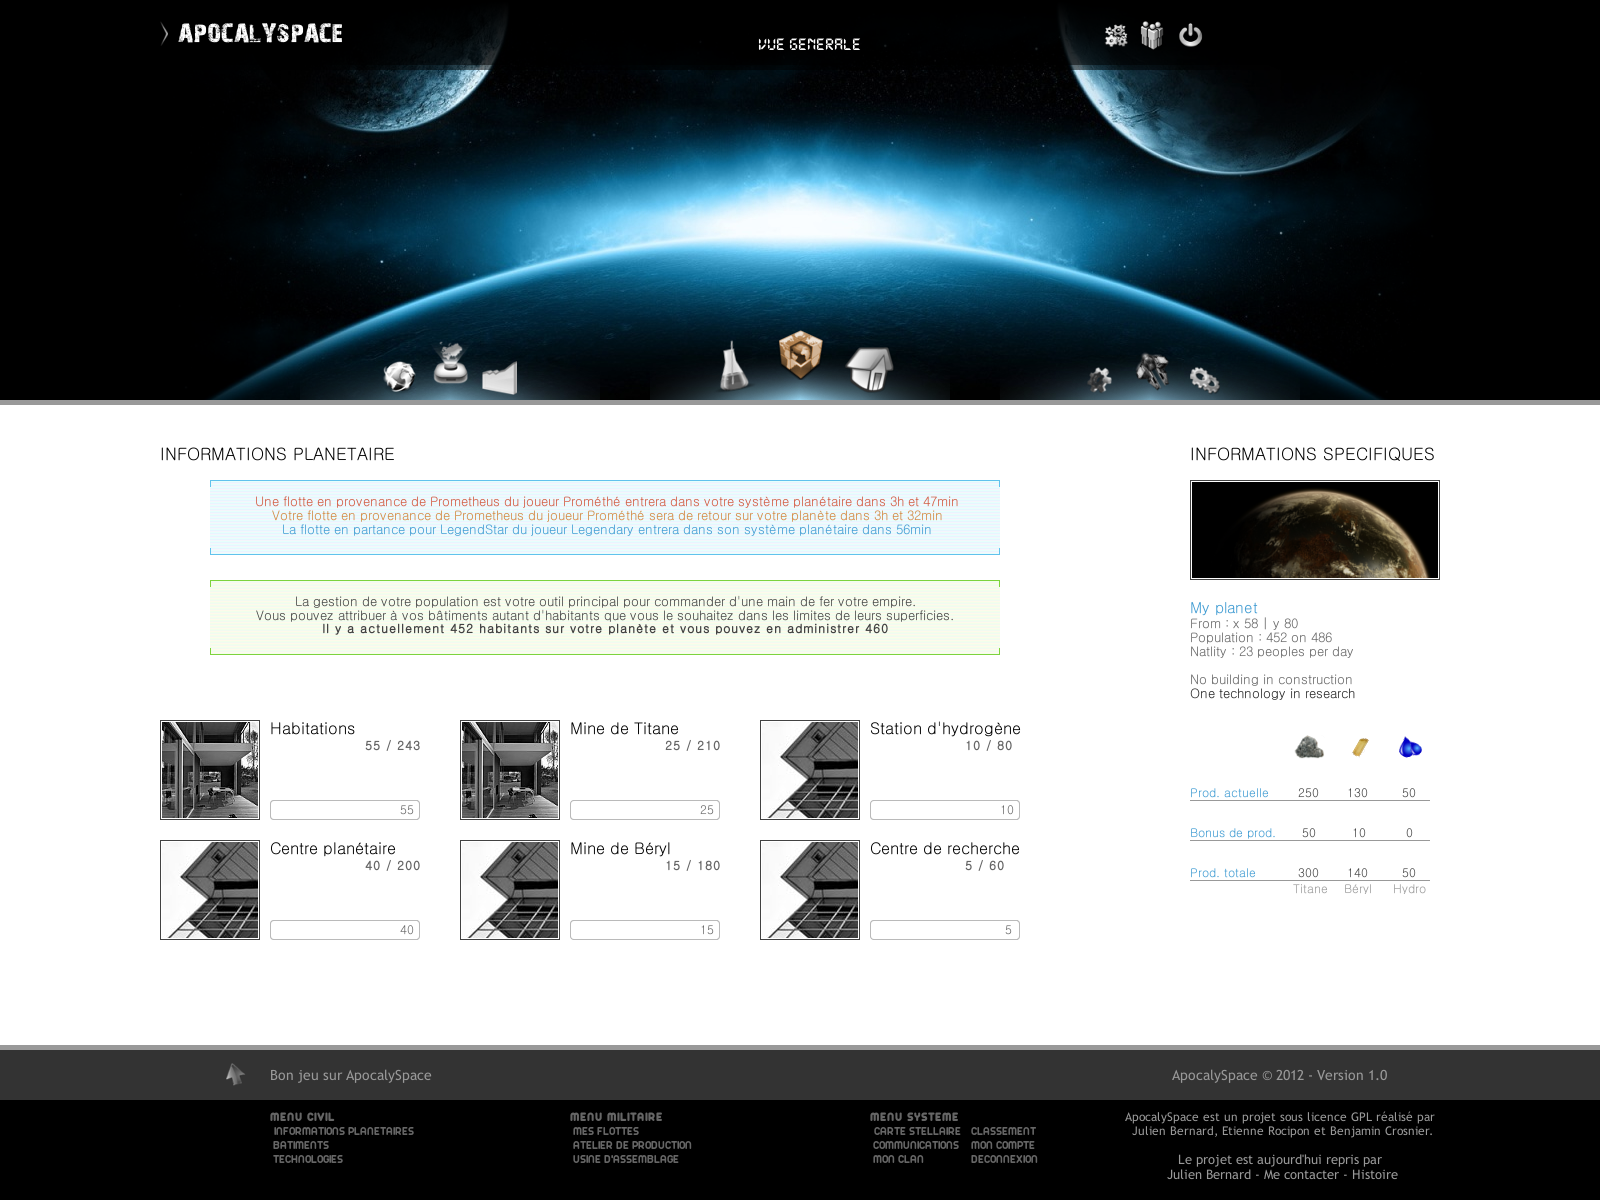 APOCALYSPACE
VUE GENERALE
INFORMATIONS PLANETAIRE
Une flotte en provenance de Prometheus du joueur Prométhé entrera dans votre système planétaire dans 3h et 47min
Votre flotte en provenance de Prometheus du joueur Prométhé sera de retour sur votre planète dans 3h et 32min
La flotte en partance pour LegendStar du joueur Legendary entrera dans son système planétaire dans 56min
La gestion de votre population est votre outil principal pour commander d'une main de fer votre empire.
Vous pouvez attribuer à vos bâtiments autant d'habitants que vous le souhaitez dans les limites de leurs superficies.
Il y a actuellement 452 habitants sur votre planète et vous pouvez en administrer 460
Habitations
55 / 243
55
Mine de Titane
25 / 210
25
Station d'hydrogène
10 / 80
10
Centre planétaire
40 / 200
40
Mine de Béryl
15 / 180
15
Centre de recherche
5 / 60
5
INFORMATIONS SPECIFIQUES
My planet
From : x 58 | y 80
Population : 452 on 486
Natlity : 23 peoples per day
No building in construction
One technology in research
Prod. actuelle 250 130 50
Bonus de prod. 50 10 0
Prod. totale 300 140 50
Titane Béryl Hydro
Bon jeu sur ApocalySpace
ApocalySpace © 2012 - Version 1.0
MENU CIVIL
INFORMATIONS PLANETAIRES
BATIMENTS
TECHNOLOGIES
MENU MILITAIRE
MES FLOTTES
ATELIER DE PRODUCTION
USINE D'ASSEMBLAGE
MENU SYSTEME
CARTE STELLAIRE CLASSEMENT
COMMUNICATIONS MON COMPTE
MON CLAN DECONNEXION
ApocalySpace est un projet sous licence GPL réalisé par
Julien Bernard, Etienne Rocipon et Benjamin Crosnier.
Le projet est aujourd'hui repris par
Julien Bernard - Me contacter - Histoire